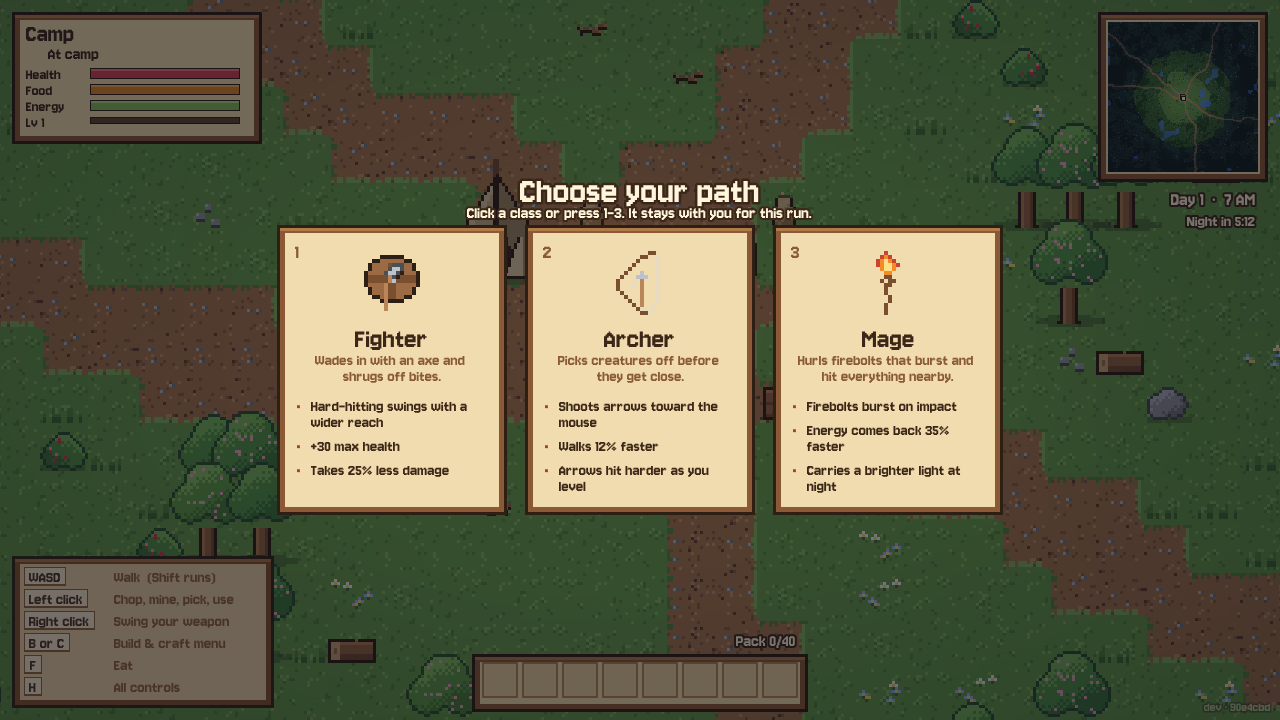 Camp
At camp
Health
Food
Energy
Lv 1
Day 1 · 7 AM
Night in 5:12
Choose your path
Click a class or press 1-3. It stays with you for this run.
1
Fighter
Wades in with an axe and
shrugs off bites.
• Hard-hitting swings with a
wider reach
• +30 max health
• Takes 25% less damage
2
Archer
Picks creatures off before
they get close.
• Shoots arrows toward the
mouse
• Walks 12% faster
• Arrows hit harder as you
level
3
Mage
Hurls firebolts that burst and
hit everything nearby.
• Firebolts burst on impact
• Energy comes back 35%
faster
• Carries a brighter light at
night
WASD Walk (Shift runs)
Left click Chop, mine, pick, use
Right click Swing your weapon
B or C Build & craft menu
F Eat
H All controls
Pack 0/40
dev · 90e4cbd